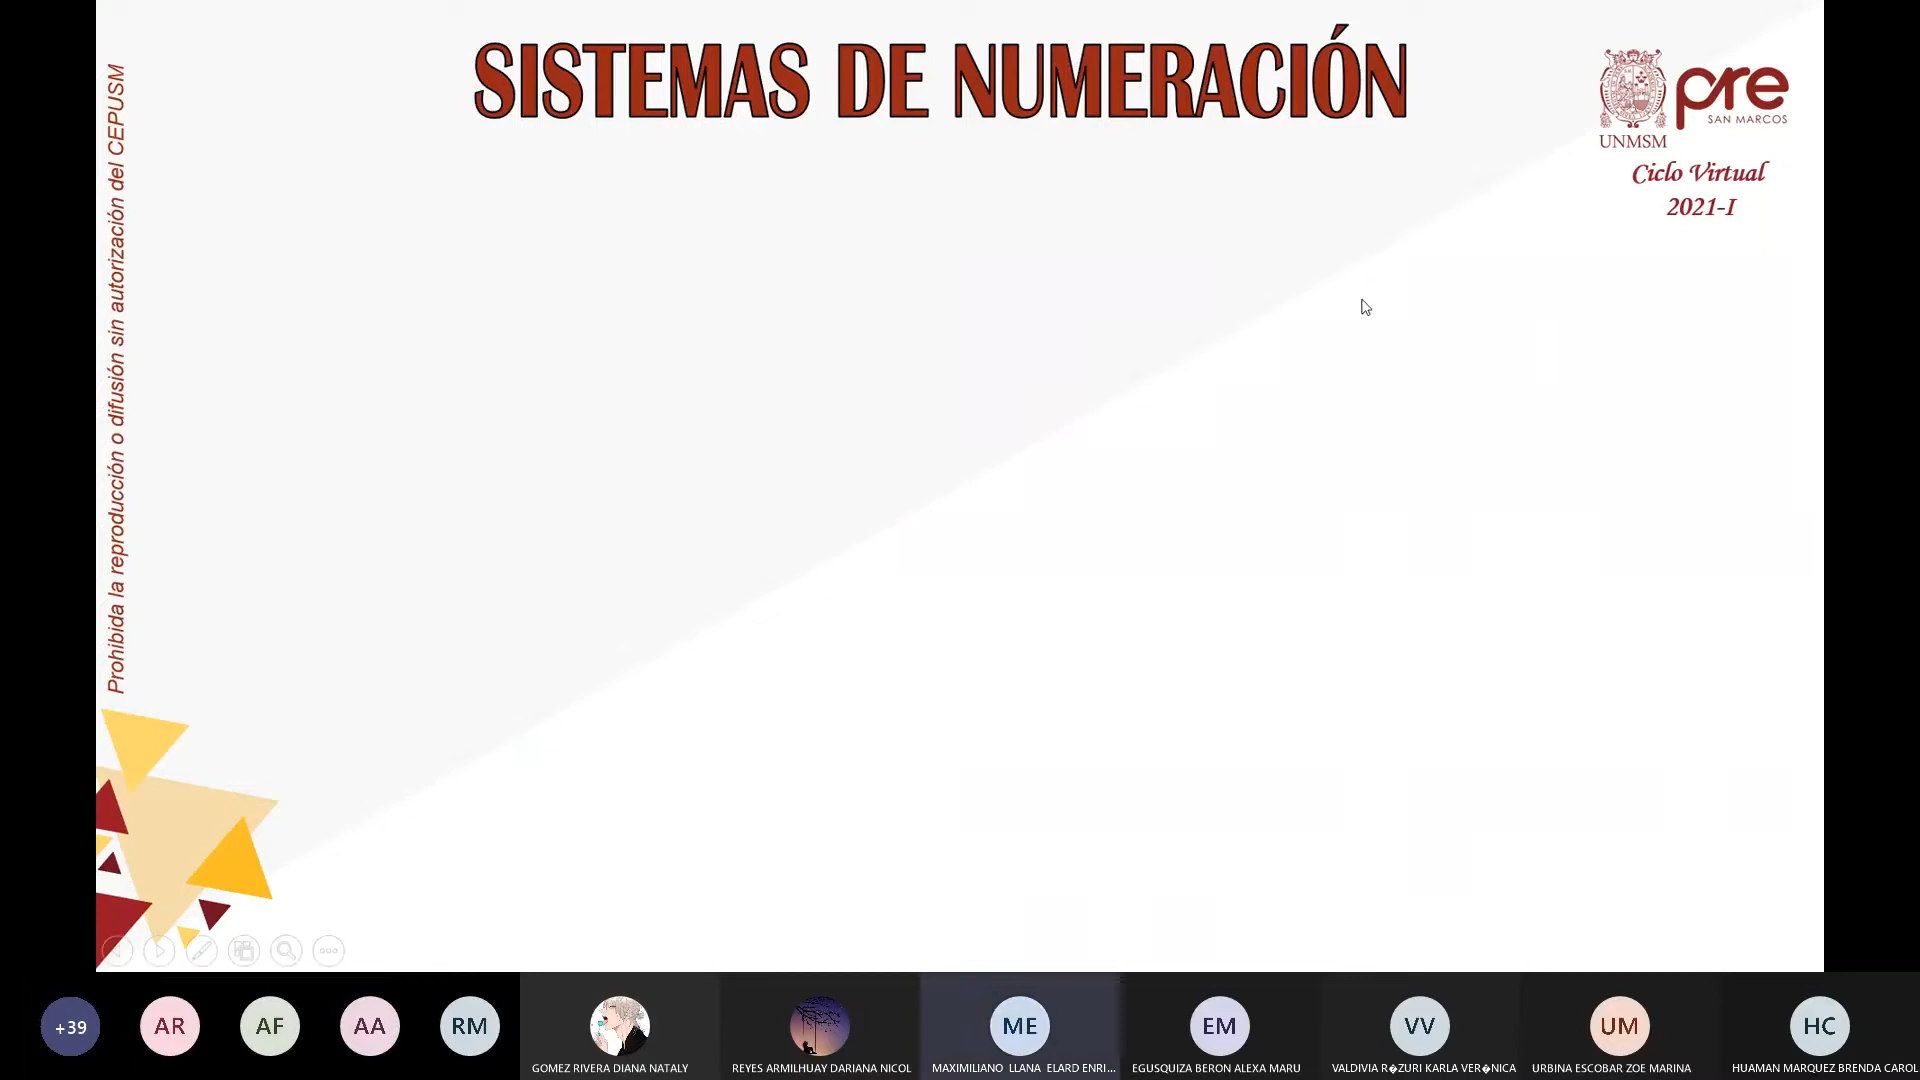 SISTEMAS DE NUMERACIÓN
Prohibida la reproducción o difusión sin autorización del CEPUSM
UNMSM
pre
SAN MARCOS
Ciclo Virtual
2021-I
+39
AR
AF
AA
RM
GOMEZ RIVERA DIANA NATALY
REYES ARMILHUAY DARIANA NICOL
ME
MAXIMILIANO LLANA ELARD ENRI...
EM
EGUSQUIZA BERON ALEXA MARU
VV
VALDIVIA R�ZURI KARLA VER�NICA
UM
URBINA ESCOBAR ZOE MARINA
HC
HUAMAN MARQUEZ BRENDA CAROL